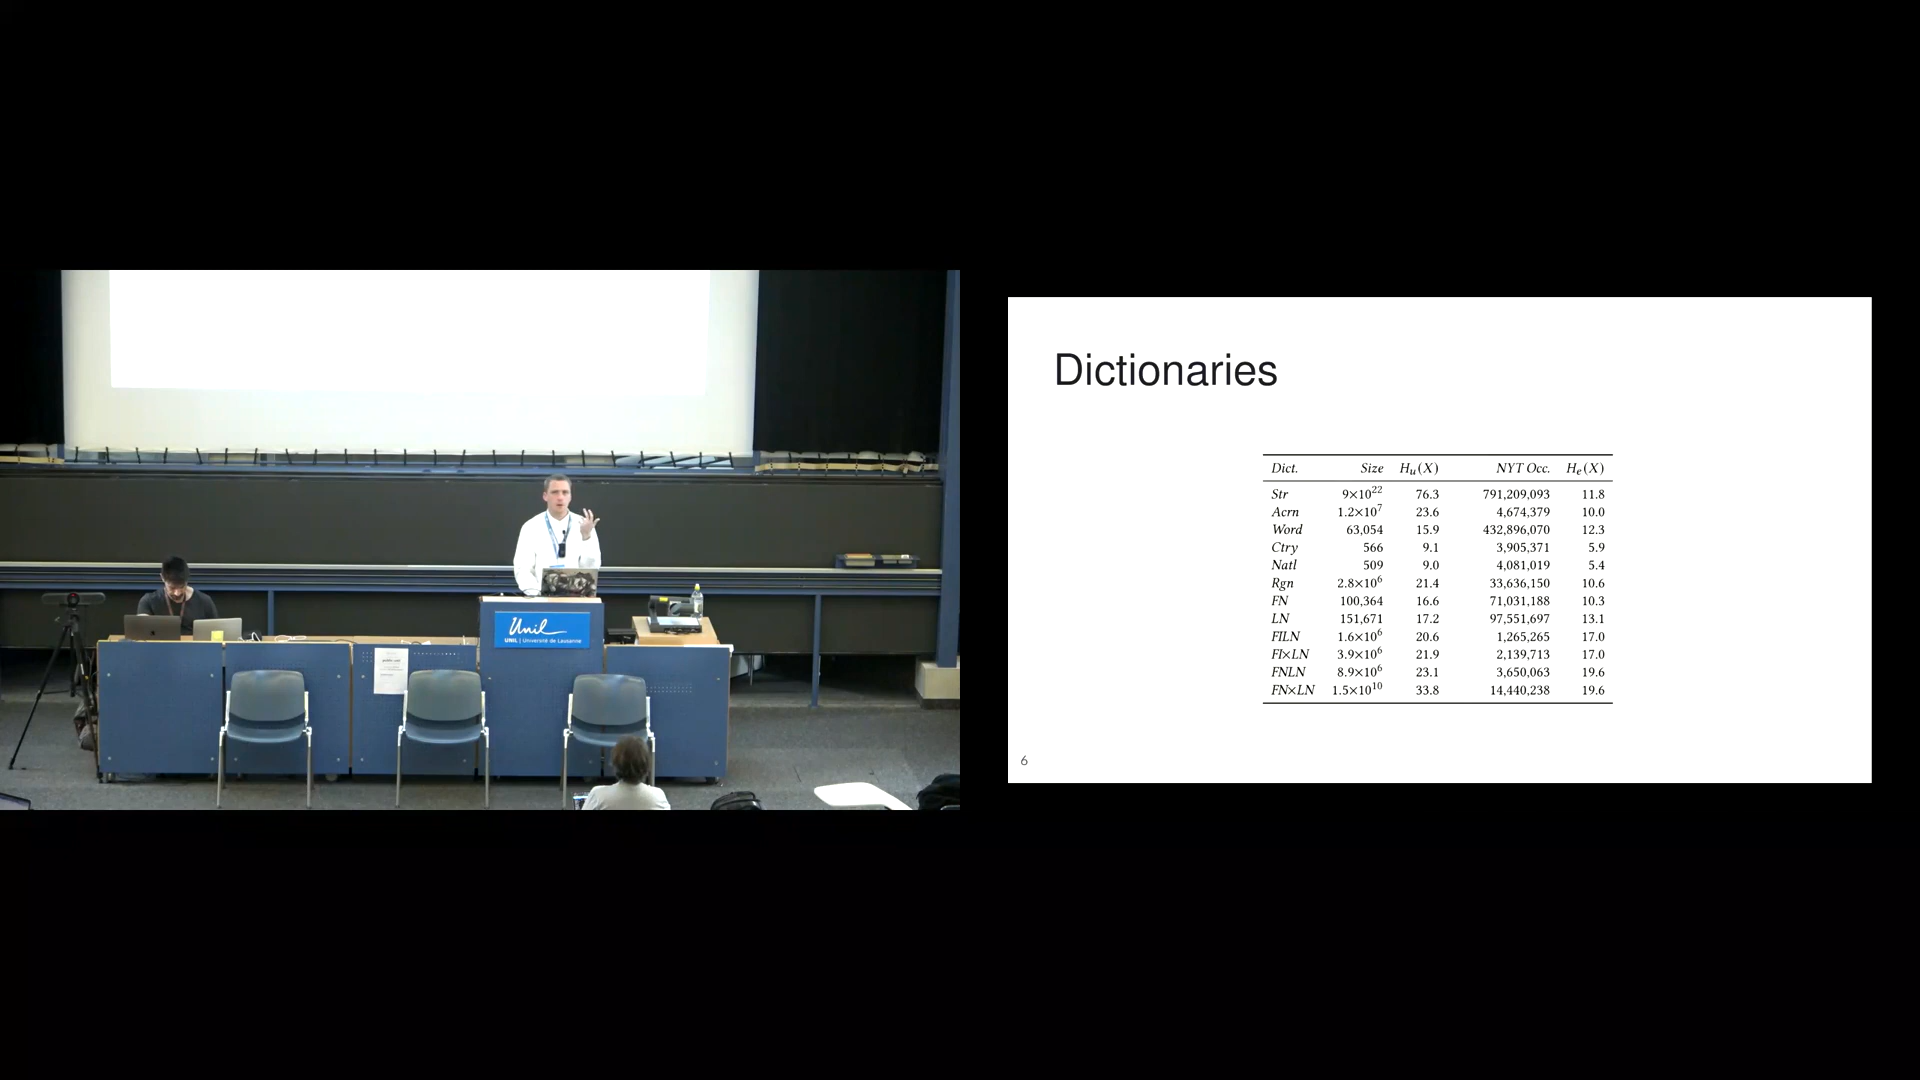 Unil
UNIL | Université de Lausanne
Dictionaries
Dict. Size Hu(X) NYT Occ. He(X)
Str 9×10^22 76.3 791,209,093 11.8
Acrn 1.2×10^7 23.6 4,674,379 10.0
Word 63,054 15.9 432,896,070 12.3
Ctry 566 9.1 3,905,371 5.9
Natl 509 9.0 4,081,019 5.4
Rgn 2.8×10^6 21.4 33,636,150 10.6
FN 100,364 16.6 71,031,188 10.3
LN 151,671 17.2 97,551,697 13.1
FILN 1.6×10^6 20.6 1,265,265 17.0
FI×LN 3.9×10^6 21.9 2,139,713 17.0
FNLN 8.9×10^6 23.1 3,650,063 19.6
FN×LN 1.5×10^10 33.8 14,440,238 19.6
6